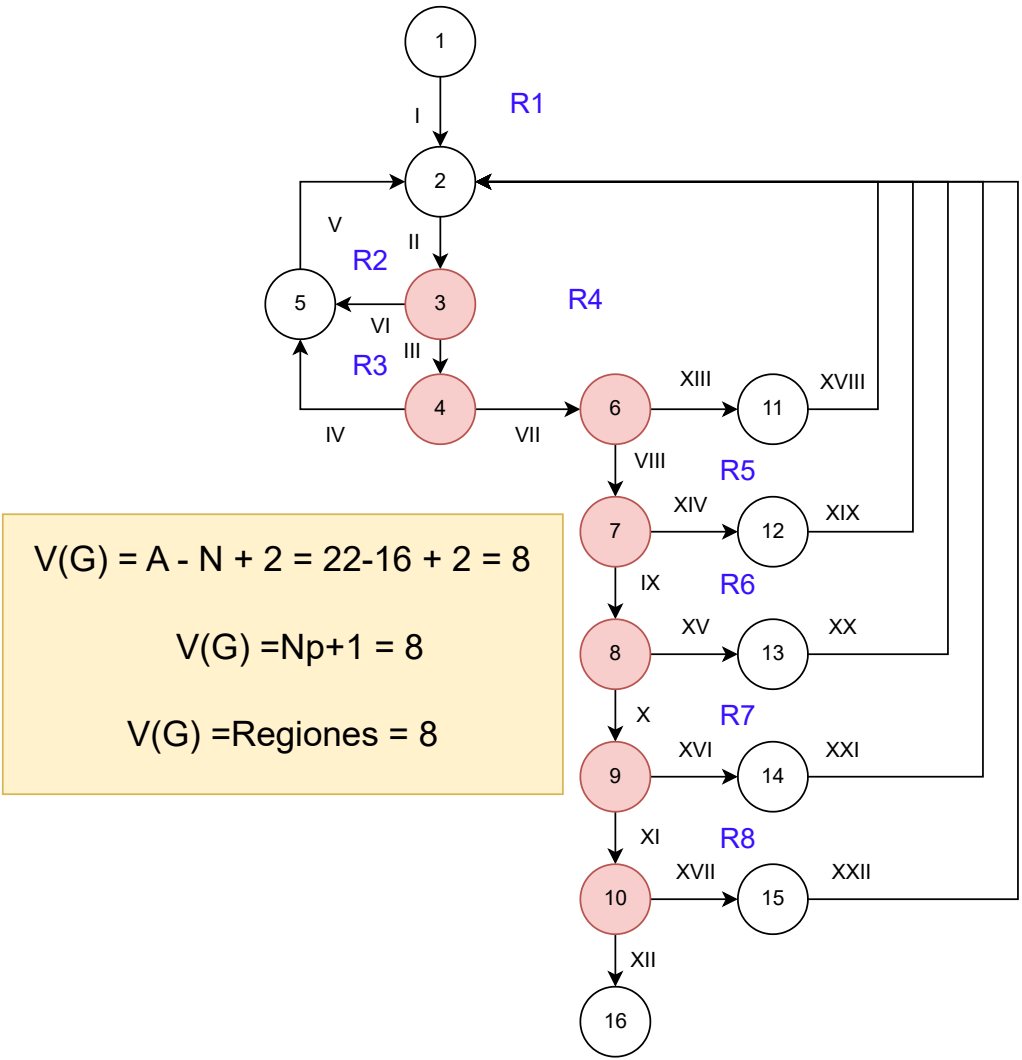 1
I
R1
2
V
II
R2
5
3
R4
VI
III
R3
4
6
XIII
11
XVIII
IV
VII
VIII
R5
7
XIV
12
XIX
V(G) = A - N + 2 = 22-16 + 2 = 8
V(G) =Np+1 = 8
V(G) =Regiones = 8
IX
R6
8
XV
13
XX
X
R7
9
XVI
14
XXI
XI
R8
10
XVII
15
XXII
XII
16